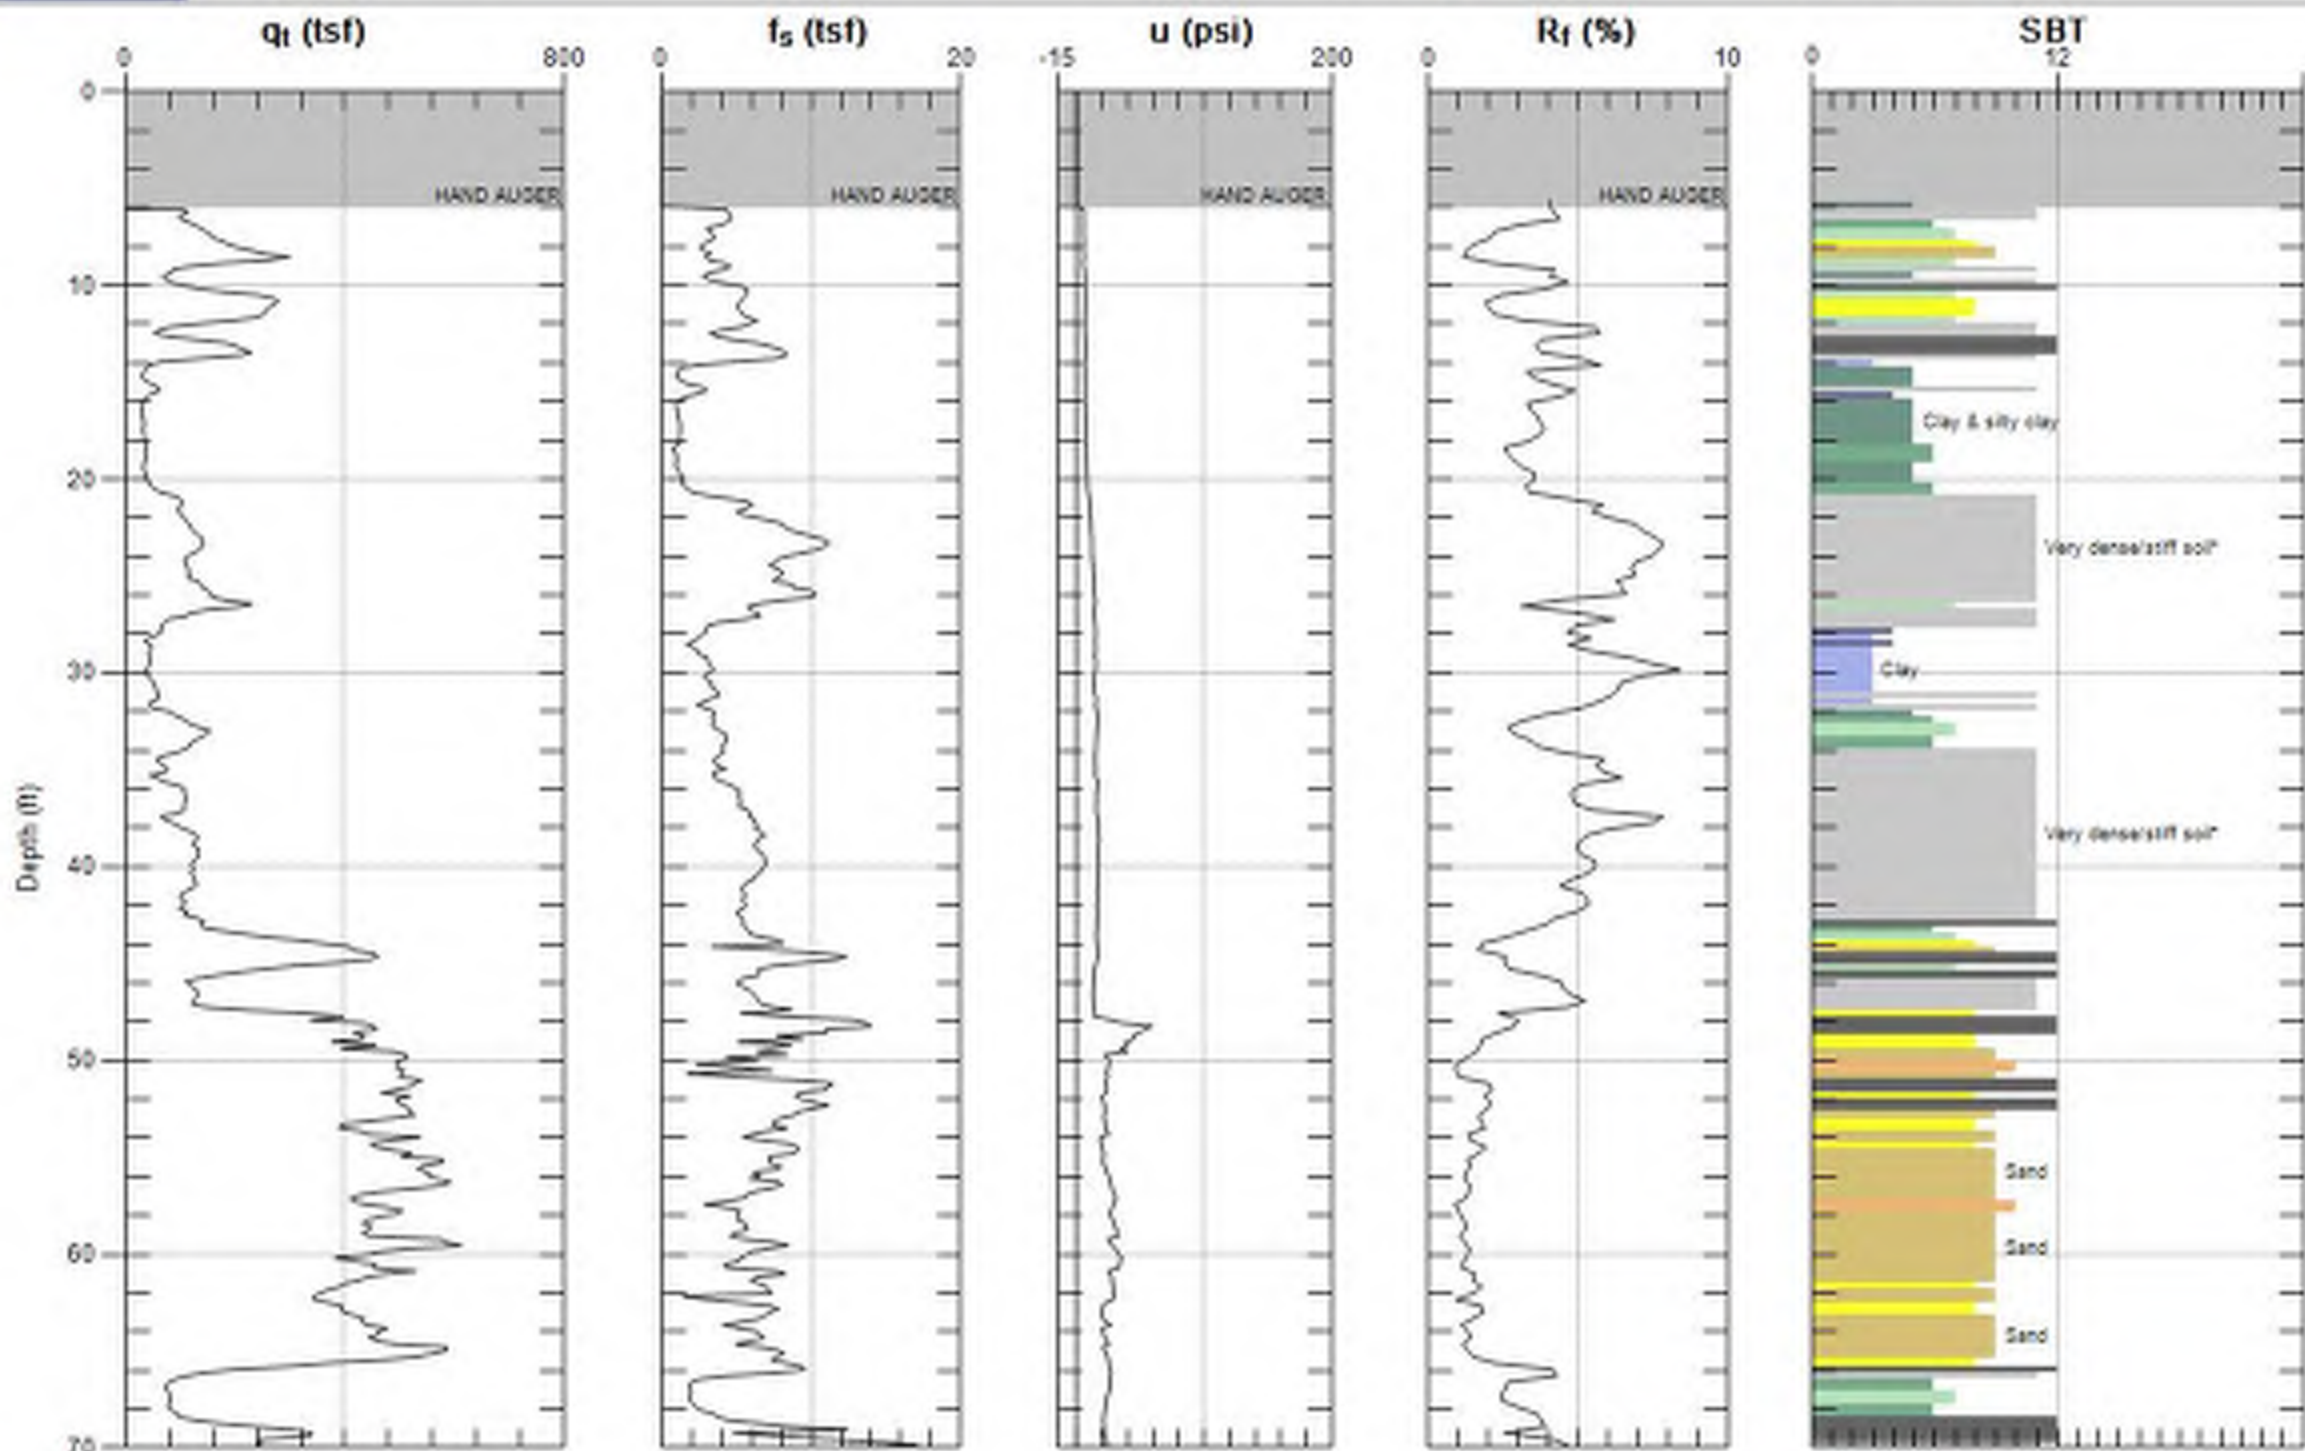 qt (tsf) fs (tsf) u (psi) Rf (%) SBT
0 800 0 20 -15 200 0 10 0 12
0
HAND AUGER HAND AUGER HAND AUGER HAND AUGER
10
Clay & silty clay
20
Very dense/stiff soil*
30
Clay
Depth (ft)
Very dense/stiff soil*
40
50
Sand
60
Sand
Sand
70